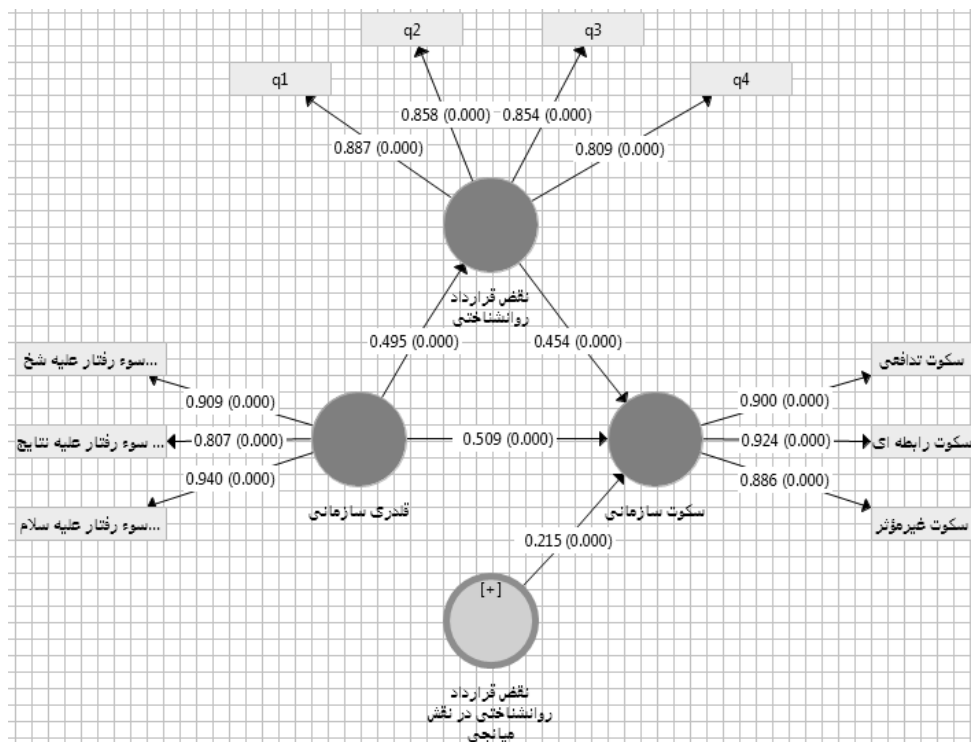 q2
q3
q1
q4
0.858 (0.000)
0.854 (0.000)
0.887 (0.000)
0.809 (0.000)
نقض قرارداد
روانشناختی
0.495 (0.000)
0.454 (0.000)
سوء رفتار علیه شخ...
سکوت تدافعی
0.909 (0.000)
0.900 (0.000)
سوء رفتار علیه نتایج ...
0.807 (0.000)
0.509 (0.000)
0.924 (0.000)
سکوت رابطه ای
0.940 (0.000)
0.886 (0.000)
سوء رفتار علیه سلام...
قلدری سازمانی
سکوت سازمانی
سکوت غیرمؤثر
0.215 (0.000)
[+]
نقض قرارداد
روانشناختی در نقش
میانجی